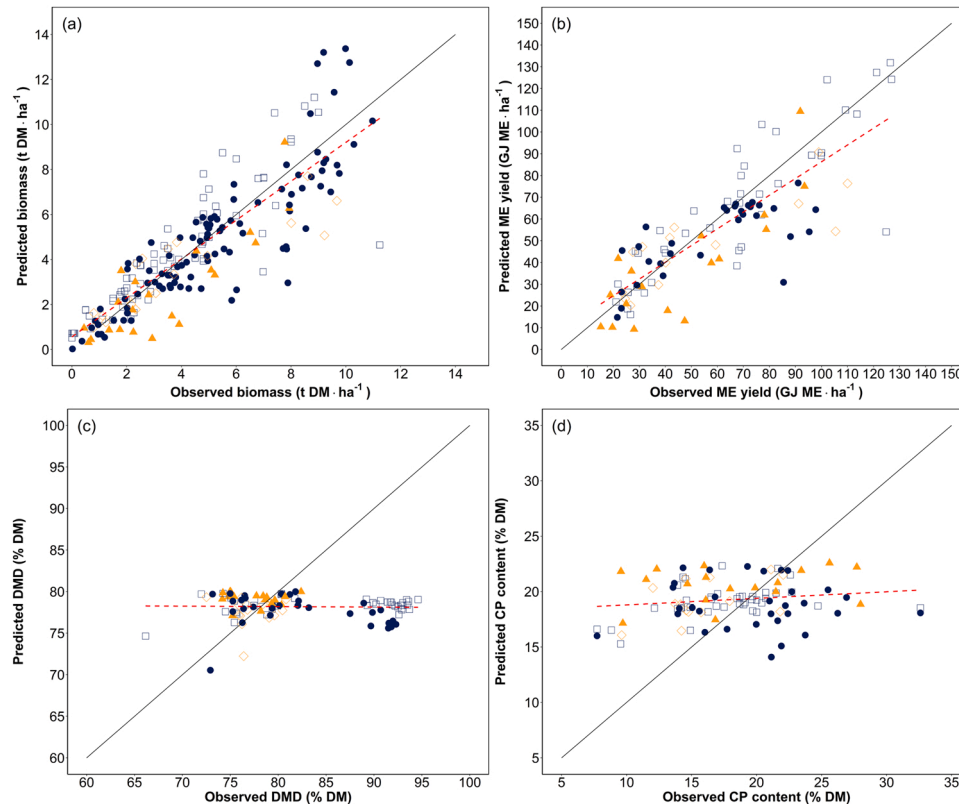 (a)
14
12
10
8
6
4
2
0
Predicted biomass (t DM · ha⁻¹ )
0 2 4 6 8 10 12 14
Observed biomass (t DM · ha⁻¹ )
(b)
150
140
130
120
110
100
90
80
70
60
50
40
30
20
10
0
Predicted ME yield (GJ ME · ha⁻¹ )
0 10 20 30 40 50 60 70 80 90 100 110 120 130 140 150
Observed ME yield (GJ ME · ha⁻¹ )
(c)
100
95
90
85
80
75
70
65
60
Predicted DMD (% DM)
60 65 70 75 80 85 90 95 100
Observed DMD (% DM)
(d)
35
30
25
20
15
10
5
Predicted CP content (% DM)
5 10 15 20 25 30 35
Observed CP content (% DM)